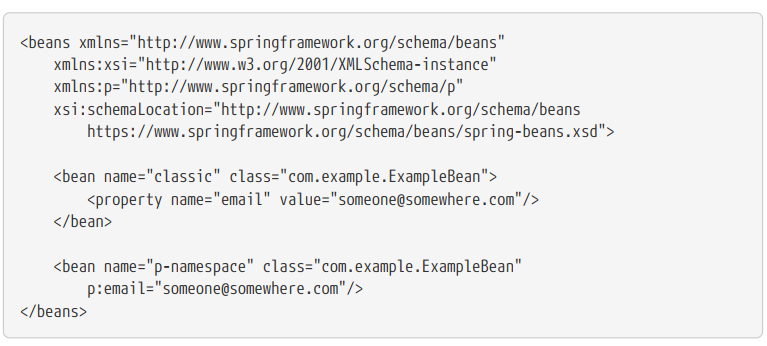 <beans xmlns="http://www.springframework.org/schema/beans"
    xmlns:xsi="http://www.w3.org/2001/XMLSchema-instance"
    xmlns:p="http://www.springframework.org/schema/p"
    xsi:schemaLocation="http://www.springframework.org/schema/beans
        https://www.springframework.org/schema/beans/spring-beans.xsd">

    <bean name="classic" class="com.example.ExampleBean">
        <property name="email" value="someone@somewhere.com"/>
    </bean>

    <bean name="p-namespace" class="com.example.ExampleBean"
        p:email="someone@somewhere.com"/>
</beans>